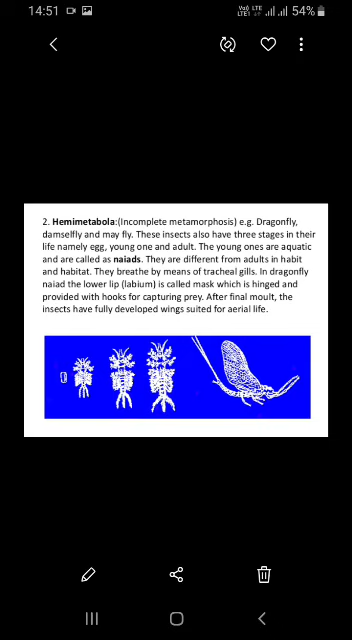 14:51
Vo) LTE
LTE1
54%
2. Hemimetabola:(Incomplete metamorphosis) e.g. Dragonfly,
damselfly and may fly. These insects also have three stages in their
life namely egg, young one and adult. The young ones are aquatic
and are called as naiads. They are different from adults in habit
and habitat. They breathe by means of tracheal gills. In dragonfly
naiad the lower lip (labium) is called mask which is hinged and
provided with hooks for capturing prey. After final moult, the
insects have fully developed wings suited for aerial life.